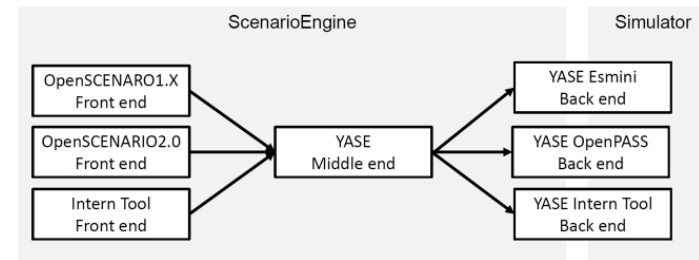 ScenarioEngine
Simulator
OpenSCENARO1.X
Front end
OpenSCENARIO2.0
Front end
Intern Tool
Front end
YASE
Middle end
YASE Esmini
Back end
YASE OpenPASS
Back end
YASE Intern Tool
Back end